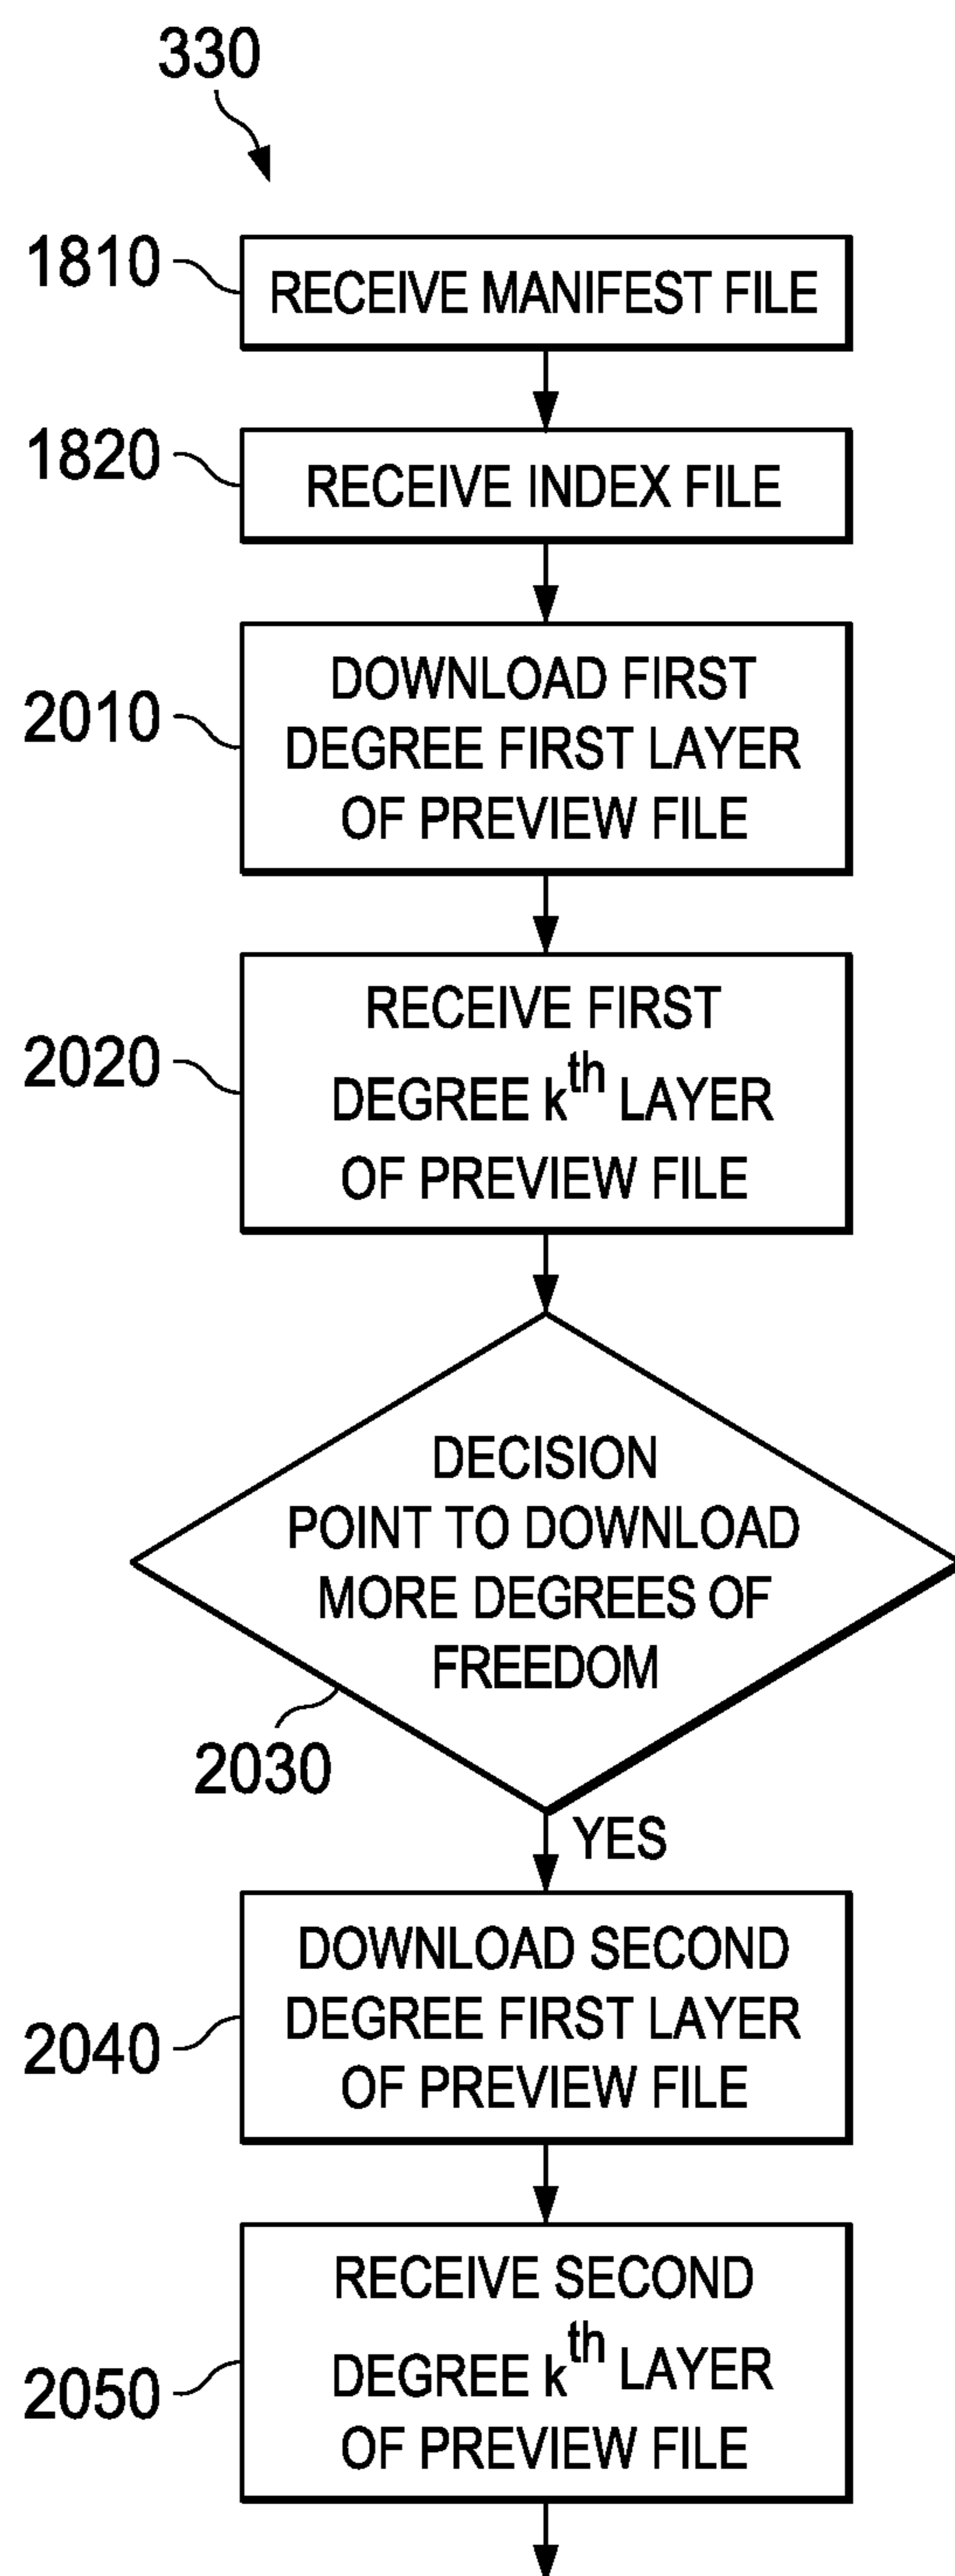 330
1810
RECEIVE MANIFEST FILE
1820
RECEIVE INDEX FILE
2010
DOWNLOAD FIRST
DEGREE FIRST LAYER
OF PREVIEW FILE
2020
RECEIVE FIRST
DEGREE kth LAYER
OF PREVIEW FILE
DECISION
POINT TO DOWNLOAD
MORE DEGREES OF
FREEDOM
2030
YES
2040
DOWNLOAD SECOND
DEGREE FIRST LAYER
OF PREVIEW FILE
2050
RECEIVE SECOND
DEGREE kth LAYER
OF PREVIEW FILE